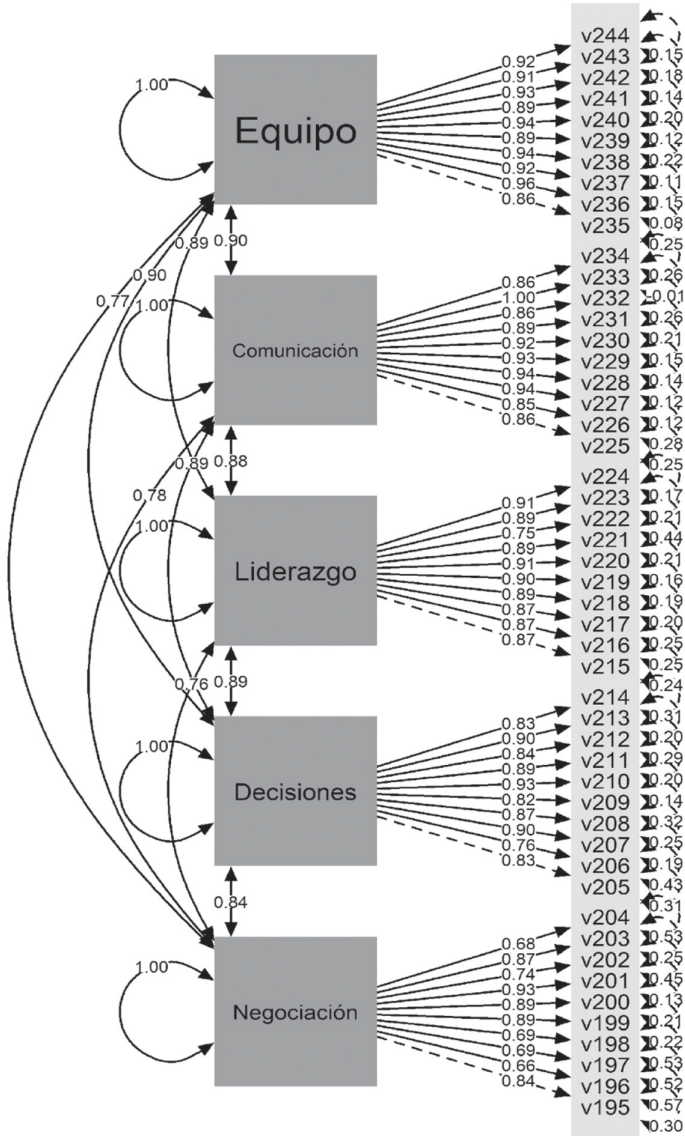 v244
0.92 v243 0.15
1.00 0.91 v242 0.18
0.93 v241 0.14
0.89 v240 0.20
Equipo 0.94 v239 0.12
0.89 v238 0.22
0.94 v237 0.11
0.92 v236 0.15
0.96 v235 0.08
0.86
0.89 0.90 0.25
v234
0.90 0.86 v233 0.26
0.77 1.00 1.00 v232 -0.01
0.86 v231 0.26
0.89 v230 0.21
Comunicación 0.92 v229 0.15
0.93 v228 0.14
0.94 v227 0.12
0.94 v226 0.12
0.85 v225 0.28
0.86
0.89 0.88 0.25
v224
0.78 0.91 v223 0.17
1.00 0.89 v222 0.21
0.75 v221 0.44
0.89 v220 0.21
Liderazgo 0.91 v219 0.16
0.90 v218 0.19
0.89 v217 0.20
0.87 v216 0.25
0.87 v215 0.25
0.87
0.76 0.89 0.24
v214
0.83 v213 0.31
1.00 0.90 v212 0.20
0.84 v211 0.29
0.89 v210 0.20
Decisiones 0.93 v209 0.14
0.82 v208 0.32
0.87 v207 0.25
0.90 v206 0.19
0.76 v205 0.43
0.83
0.84 0.31
v204
0.68 v203 0.53
1.00 0.87 v202 0.25
0.74 v201 0.45
0.93 v200 0.13
Negociación 0.89 v199 0.21
0.89 v198 0.22
0.69 v197 0.53
0.69 v196 0.52
0.66 v195 0.57
0.84
0.30